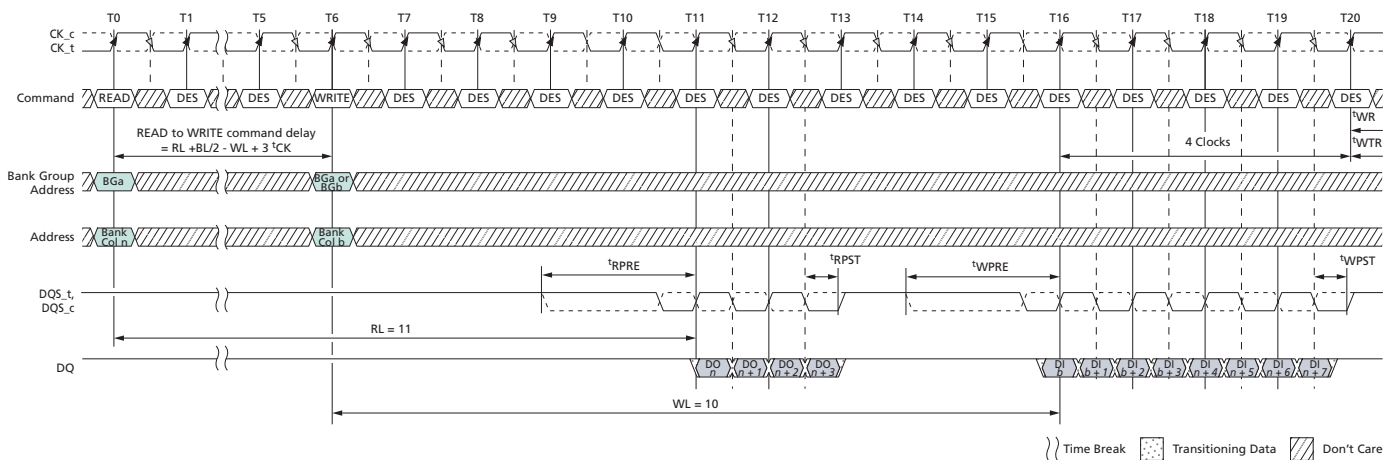 T0 T1 T5 T6 T7 T8 T9 T10 T11 T12 T13 T14 T15 T16 T17 T18 T19 T20
CK_c
CK_t
Command READ DES DES WRITE DES DES DES DES DES DES DES DES DES DES DES DES DES DES
READ to WRITE command delay
= RL +BL/2 - WL + 3 tCK
4 Clocks
tWR
tWTR
Bank Group
Address
BGa
BGa or
BGb
Address
Bank
Col n
Bank
Col b
tRPRE
tRPST
tWPRE
tWPST
DQS_t,
DQS_c
RL = 11
DQ
DO
n
DO
n + 1
DO
n + 2
DO
n + 3
DI
b
DI
b + 1
DI
b + 2
DI
b + 3
DI
n + 4
DI
n + 5
DI
n + 6
DI
n + 7
WL = 10
Time Break Transitioning Data Don't Care